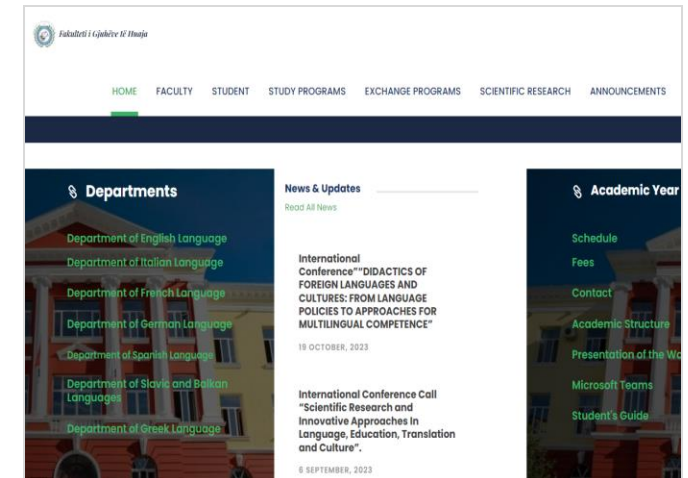 Fakulteti i Gjuhëve të Huaja
HOME FACULTY STUDENT STUDY PROGRAMS EXCHANGE PROGRAMS SCIENTIFIC RESEARCH ANNOUNCEMENTS
Departments
Department of English Language
Department of Italian Language
Department of French Language
Department of German Language
Department of Spanish Language
Department of Slavic and Balkan
Languages
Department of Greek Language
News & Updates
Read All News
International
Conference""DIDACTICS OF
FOREIGN LANGUAGES AND
CULTURES: FROM LANGUAGE
POLICIES TO APPROACHES FOR
MULTILINGUAL COMPETENCE"
19 OCTOBER, 2023
International Conference Call
"Scientific Research and
Innovative Approaches in
Language, Education, Translation
and Culture".
6 SEPTEMBER, 2023
Academic Year
Schedule
Fees
Contact
Academic Structure
Presentation of the
Microsoft Teams
Student's Guide